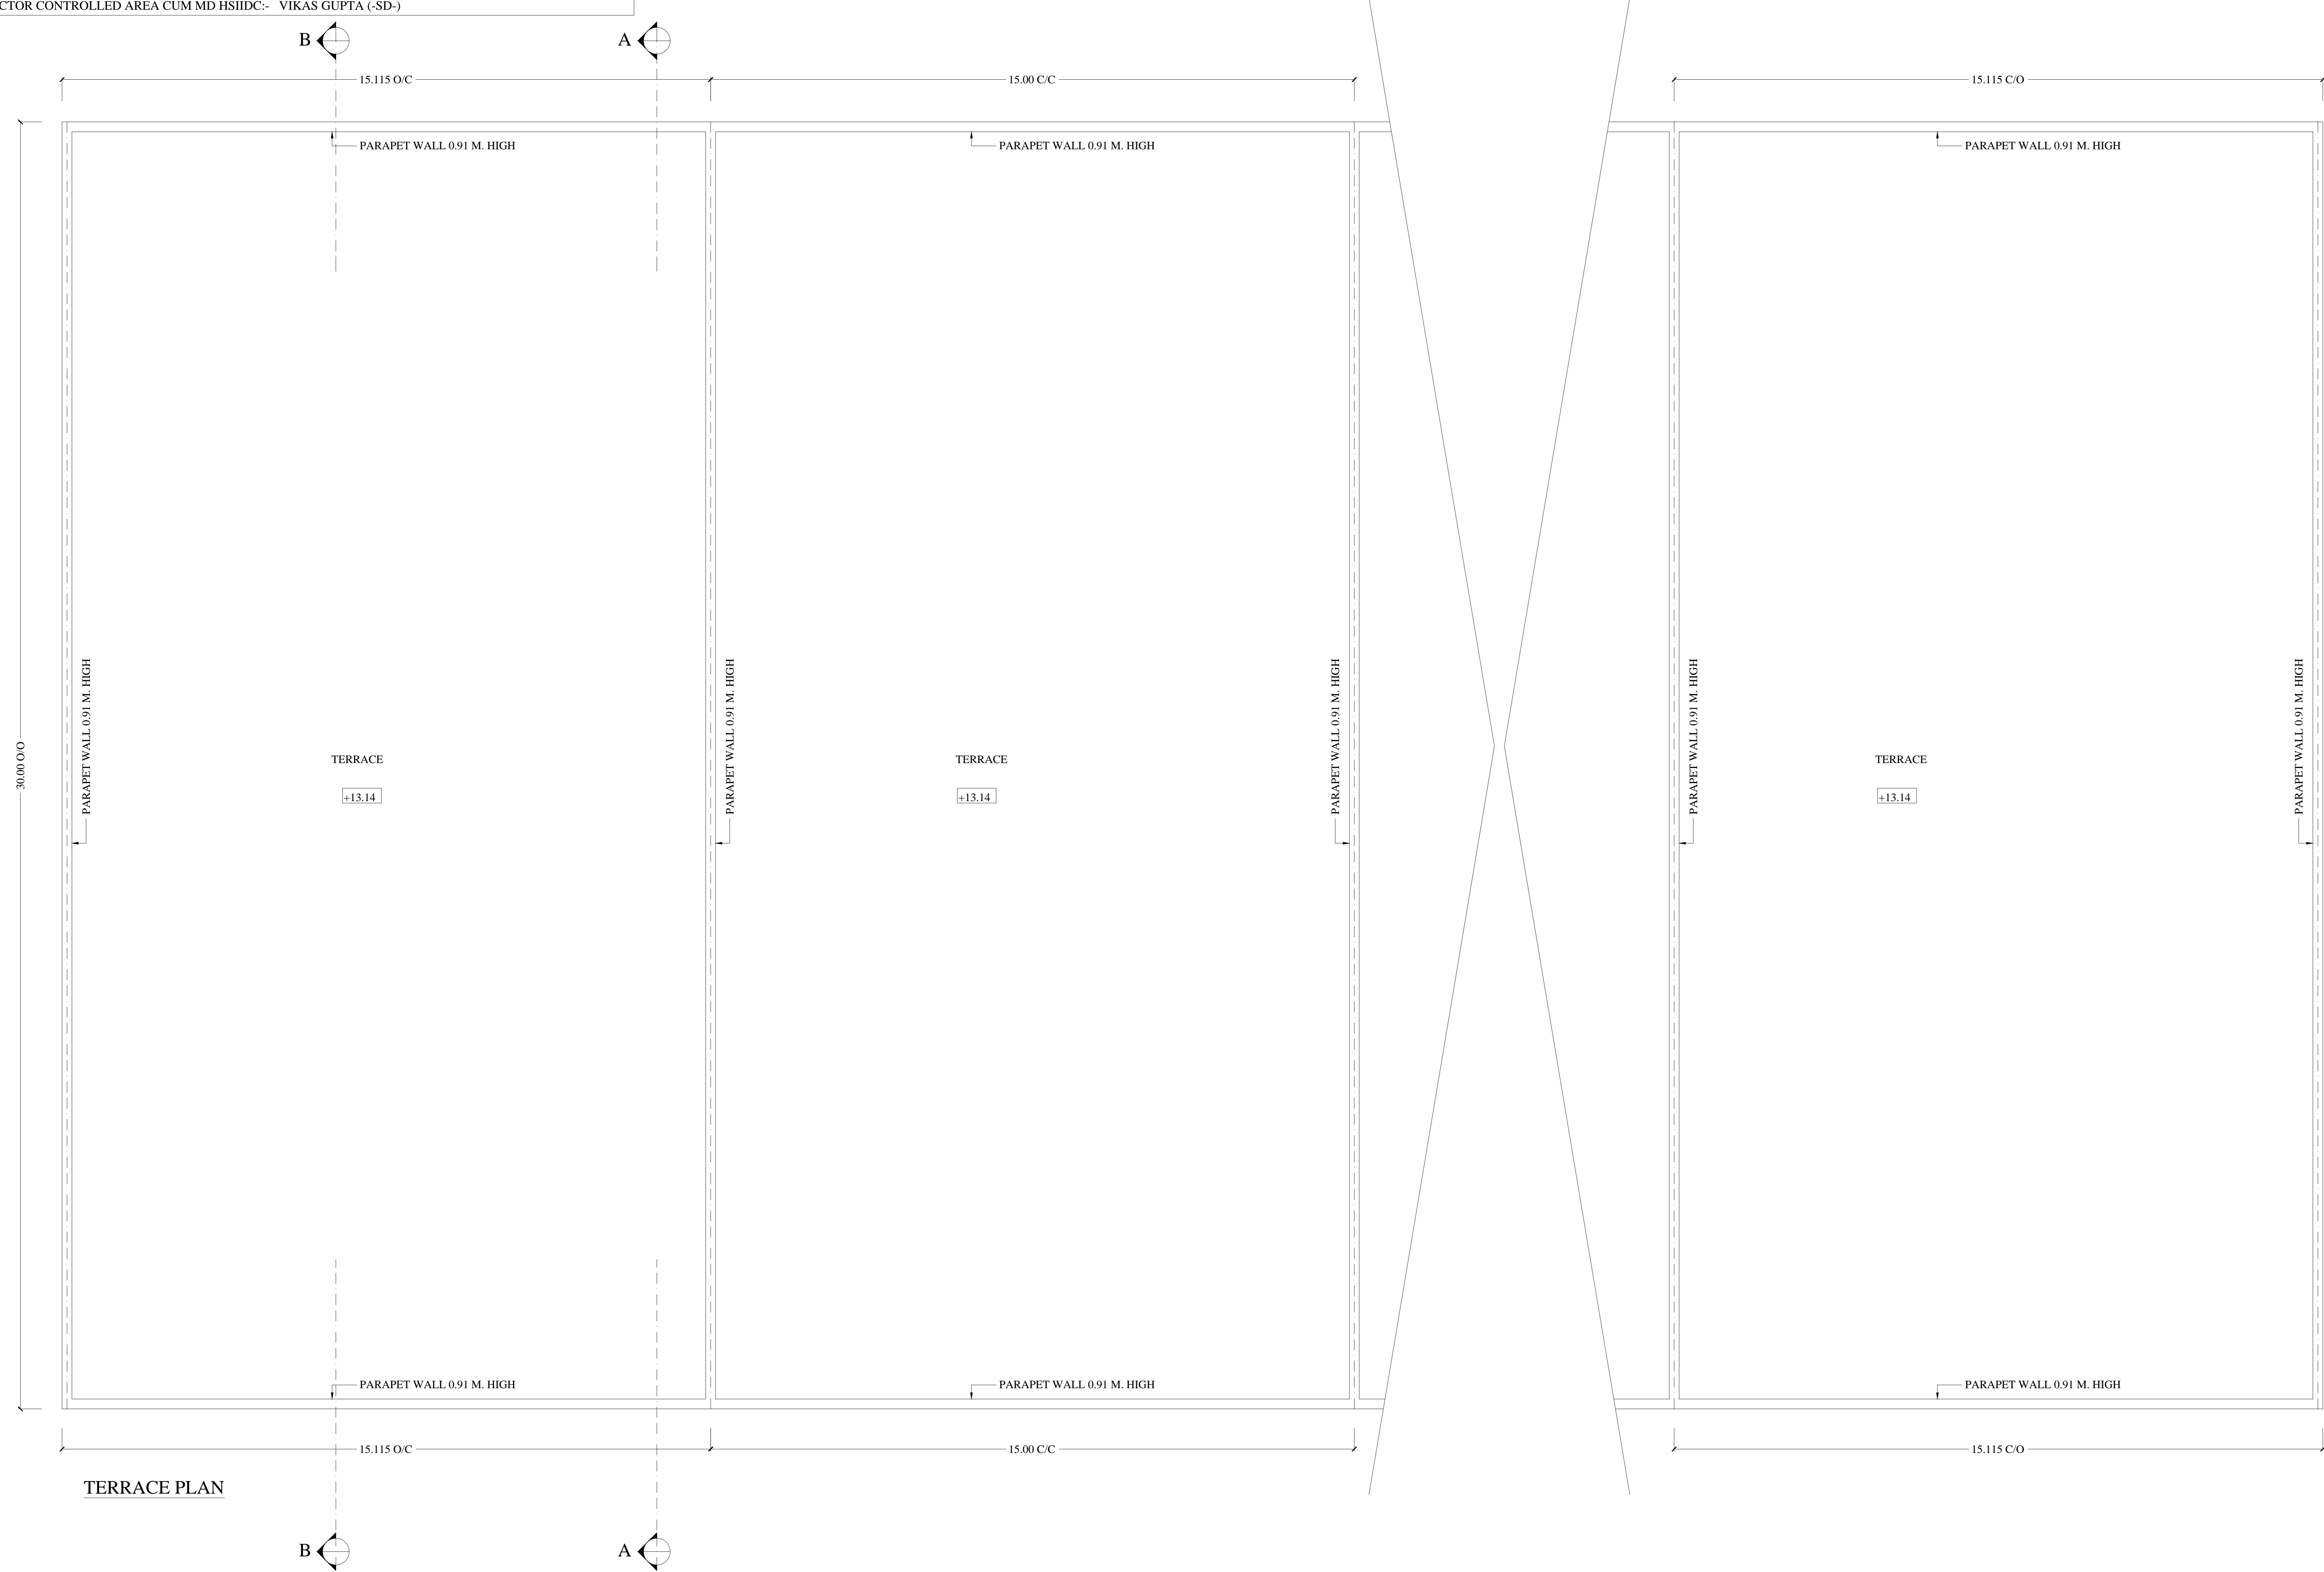 CTOR CONTROLLED AREA CUM MD HSIIDC:- VIKAS GUPTA (-SD-)
B
A
15.115 O/C
15.00 C/C
15.115 C/O
PARAPET WALL 0.91 M. HIGH
PARAPET WALL 0.91 M. HIGH
PARAPET WALL 0.91 M. HIGH
30.00 O/O
PARAPET WALL 0.91 M. HIGH
PARAPET WALL 0.91 M. HIGH
PARAPET WALL 0.91 M. HIGH
PARAPET WALL 0.91 M. HIGH
PARAPET WALL 0.91 M. HIGH
TERRACE
TERRACE
TERRACE
+13.14
+13.14
+13.14
PARAPET WALL 0.91 M. HIGH
PARAPET WALL 0.91 M. HIGH
PARAPET WALL 0.91 M. HIGH
15.115 O/C
15.00 C/C
15.115 C/O
TERRACE PLAN
B
A